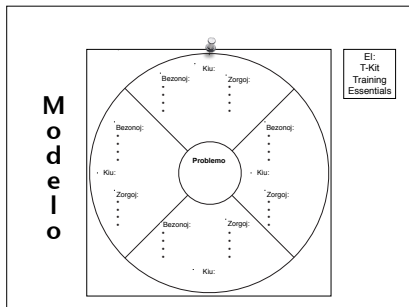 Modelo
El:
T-Kit
Training
Essentials
Kiu:
Bezonoj:
Zorgoj:
Bezonoj:
Kiu:
Zorgoj:
Problemo
Bezonoj:
Kiu:
Zorgoj:
Bezonoj:
Zorgoj:
Kiu: